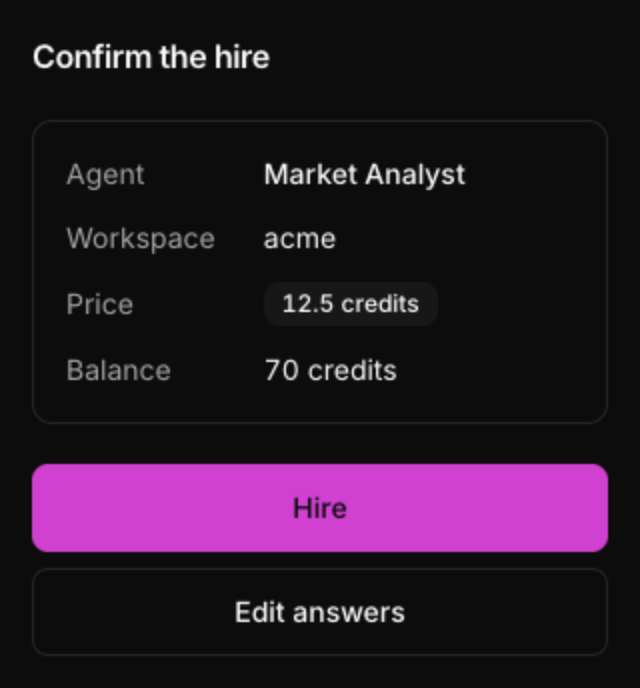 Confirm the hire
Agent Market Analyst
Workspace acme
Price 12.5 credits
Balance 70 credits
Hire
Edit answers